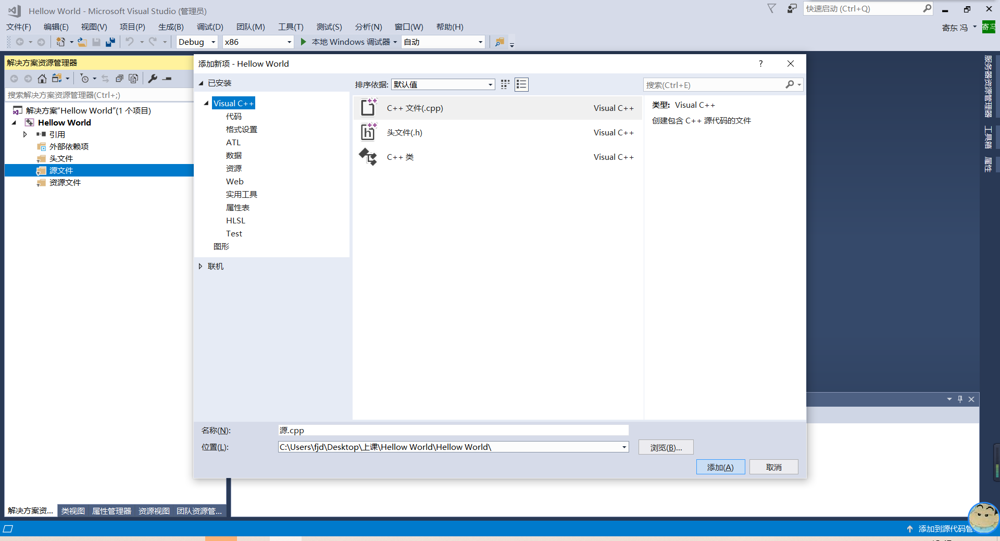 Hellow World - Microsoft Visual Studio (管理员)
快速启动 (Ctrl+Q)
文件(F) 编辑(E) 视图(V) 项目(P) 生成(B) 调试(D) 团队(M) 工具(T) 测试(S) 分析(N) 窗口(W) 帮助(H)
寄东 冯
寄冯
Debug x86 本地 Windows 调试器 自动
解决方案资源管理器
搜索解决方案资源管理器(Ctrl+;)
解决方案“Hellow World”(1 个项目)
Hellow World
引用
外部依赖项
头文件
源文件
资源文件
添加新项 - Hellow World
?
已安装
排序依据: 默认值
搜索(Ctrl+E)
Visual C++
代码
格式设置
ATL
数据
资源
Web
实用工具
属性表
HLSL
Test
图形
联机
C++ 文件(.cpp) Visual C++
头文件(.h) Visual C++
C++ 类 Visual C++
类型: Visual C++
创建包含 C++ 源代码的文件
名称(N): 源.cpp
位置(L): C:\Users\fjd\Desktop\上课\Hellow World\Hellow World\
浏览(B)...
添加(A) 取消
服务器资源管理器
工具箱
属性
解决方案资... 类视图 属性管理器 资源视图 团队资源管...
添加到源代码管